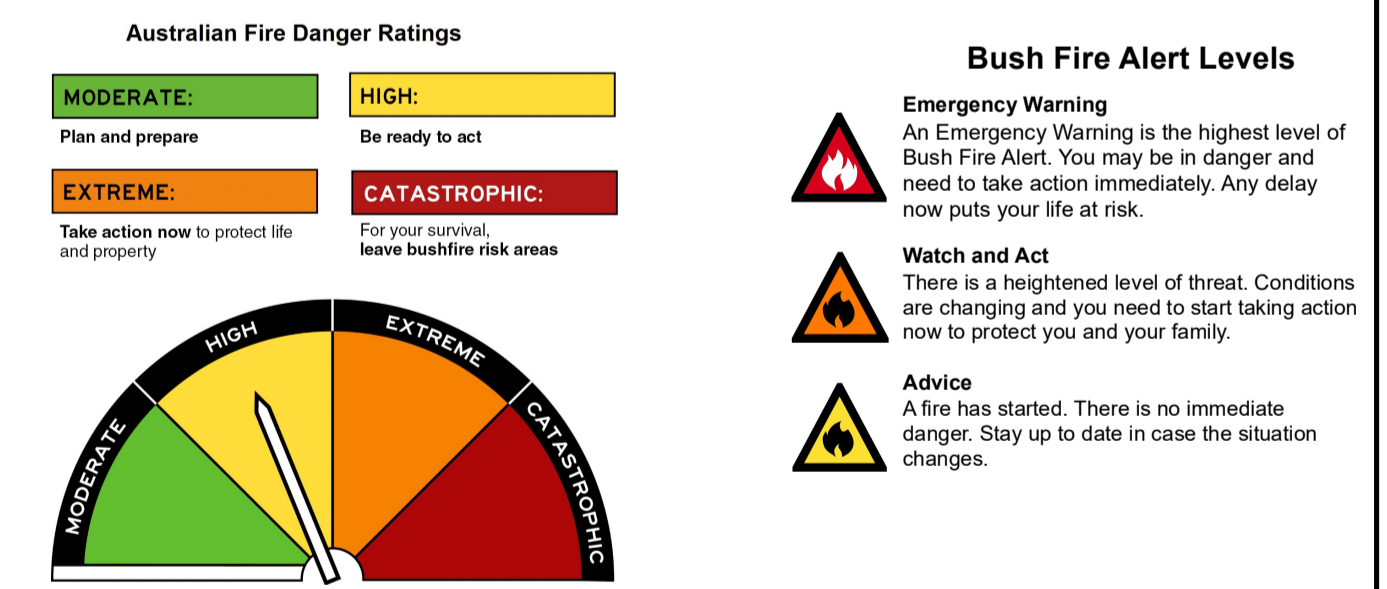 Australian Fire Danger Ratings
MODERATE:
Plan and prepare
HIGH:
Be ready to act
EXTREME:
Take action now to protect life
and property
CATASTROPHIC:
For your survival,
leave bushfire risk areas
MODERATE
HIGH
EXTREME
CATASTROPHIC
Bush Fire Alert Levels
Emergency Warning
An Emergency Warning is the highest level of
Bush Fire Alert. You may be in danger and
need to take action immediately. Any delay
now puts your life at risk.
Watch and Act
There is a heightened level of threat. Conditions
are changing and you need to start taking action
now to protect you and your family.
Advice
A fire has started. There is no immediate
danger. Stay up to date in case the situation
changes.